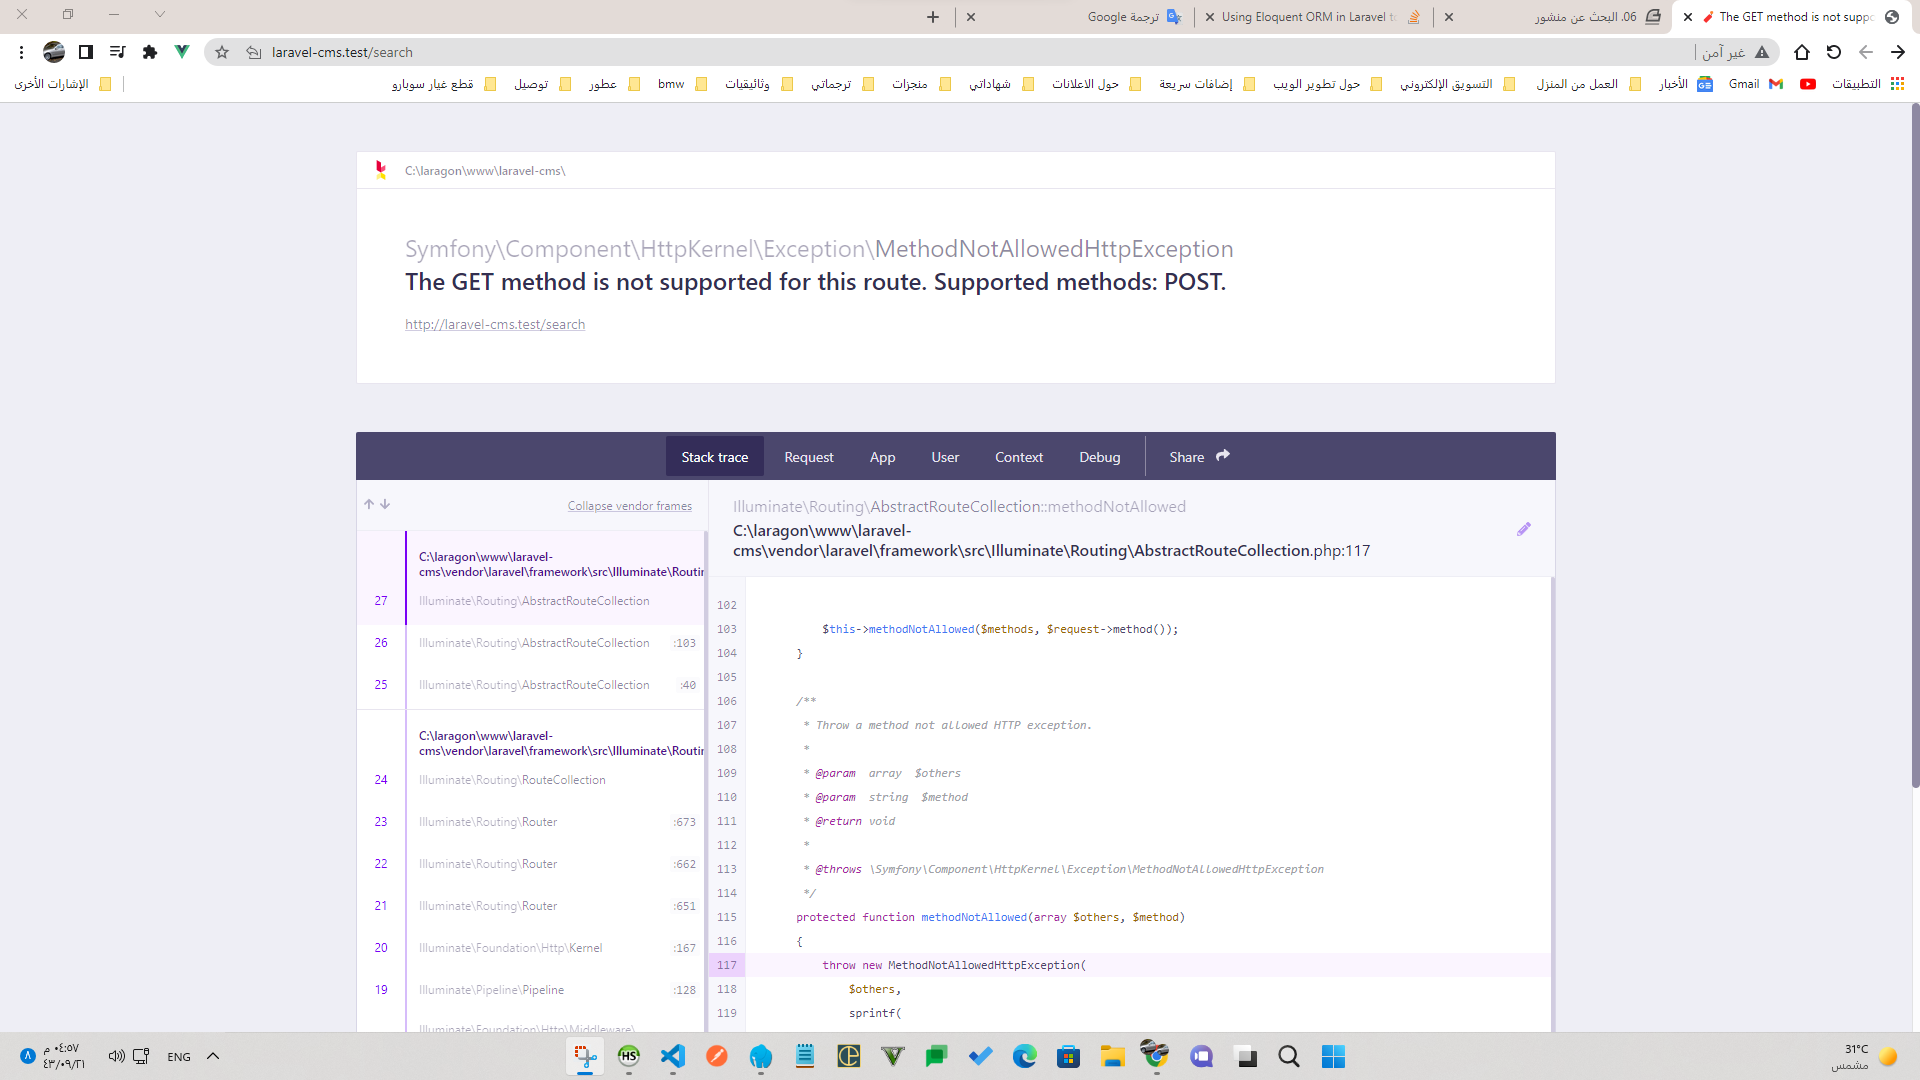 The GET method is not suppo
06. البحث عن منشور
Using Eloquent ORM in Laravel to
ترجمة Google
laravel-cms.test/search
غير آمن
التطبيقات
Gmail
الأخبار
العمل من المنزل
التسويق الإلكتروني
حول تطوير الويب
إضافات سريعة
حول الاعلانات
شهاداتي
منجزات
ترجماتي
وثائيقيات
bmw
عطور
توصيل
قطع غيار سوبارو
الإشارات الأخرى
C:\laragon\www\laravel-cms\
Symfony\Component\HttpKernel\Exception\MethodNotAllowedHttpException
The GET method is not supported for this route. Supported methods: POST.
http://laravel-cms.test/search
Stack trace
Request
App
User
Context
Debug
Share
Collapse vendor frames
C:\laragon\www\laravel-
cms\vendor\laravel\framework\src\Illuminate\Routin
27 Illuminate\Routing\AbstractRouteCollection
26 Illuminate\Routing\AbstractRouteCollection :103
25 Illuminate\Routing\AbstractRouteCollection :40
C:\laragon\www\laravel-
cms\vendor\laravel\framework\src\Illuminate\Routin
24 Illuminate\Routing\RouteCollection
23 Illuminate\Routing\Router :673
22 Illuminate\Routing\Router :662
21 Illuminate\Routing\Router :651
20 Illuminate\Foundation\Http\Kernel :167
19 Illuminate\Pipeline\Pipeline :128
Illuminate\Foundation\Http\Middleware\
Illuminate\Routing\AbstractRouteCollection::methodNotAllowed
C:\laragon\www\laravel-
cms\vendor\laravel\framework\src\Illuminate\Routing\AbstractRouteCollection.php:117
102
103 $this->methodNotAllowed($methods, $request->method());
104 }
105
106 /**
107 * Throw a method not allowed HTTP exception.
108 *
109 * @param array $others
110 * @param string $method
111 * @return void
112 *
113 * @throws \Symfony\Component\HttpKernel\Exception\MethodNotAllowedHttpException
114 */
115 protected function methodNotAllowed(array $others, $method)
116 {
117 throw new MethodNotAllowedHttpException(
118 $others,
119 sprintf(
٠٤:٥٧ م
٤٣/٠٩/٢١
٨
ENG
HS
31°C
مشمس